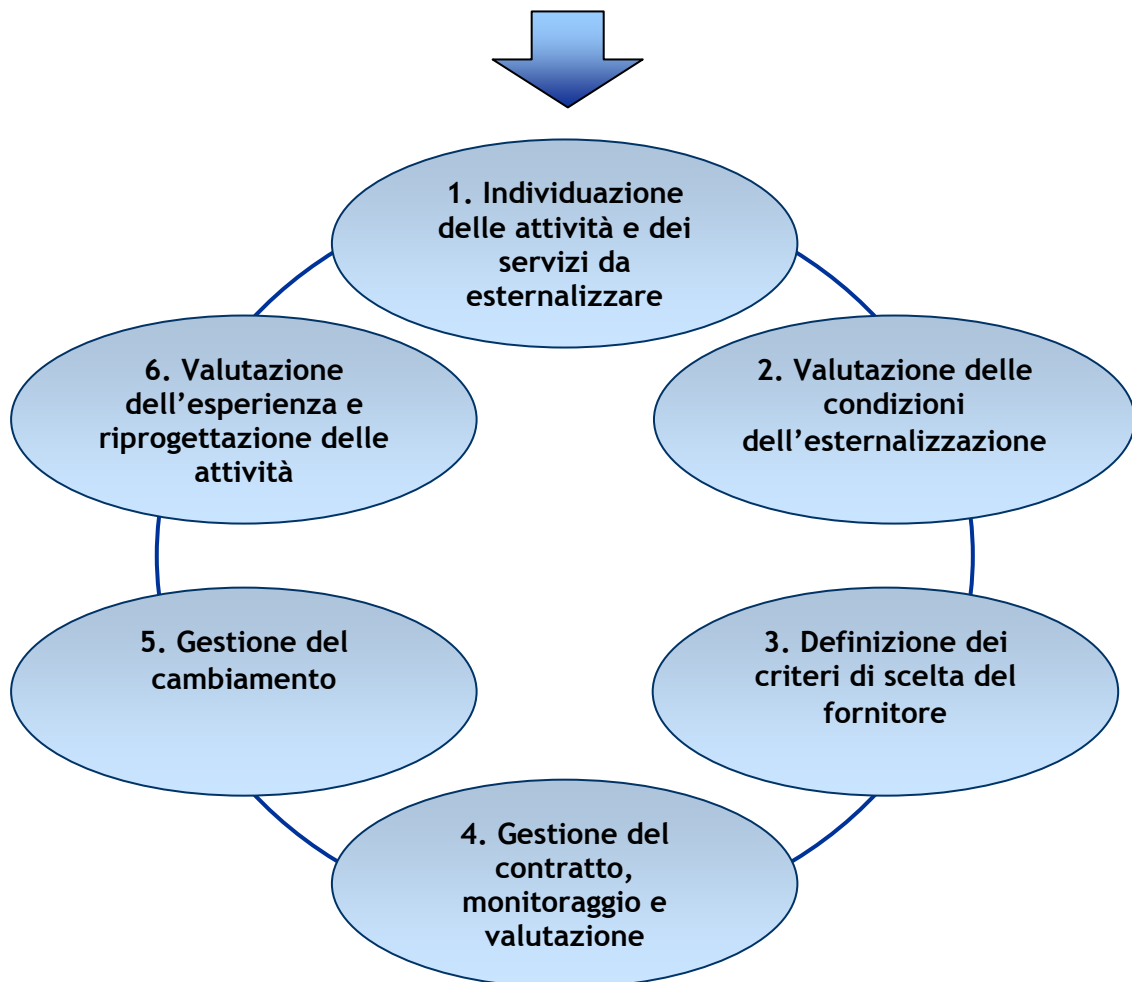 1. Individuazione
delle attività e dei
servizi da
esternalizzare
2. Valutazione delle
condizioni
dell’esternalizzazione
3. Definizione dei
criteri di scelta del
fornitore
4. Gestione del
contratto,
monitoraggio e
valutazione
5. Gestione del
cambiamento
6. Valutazione
dell’esperienza e
riprogettazione delle
attività